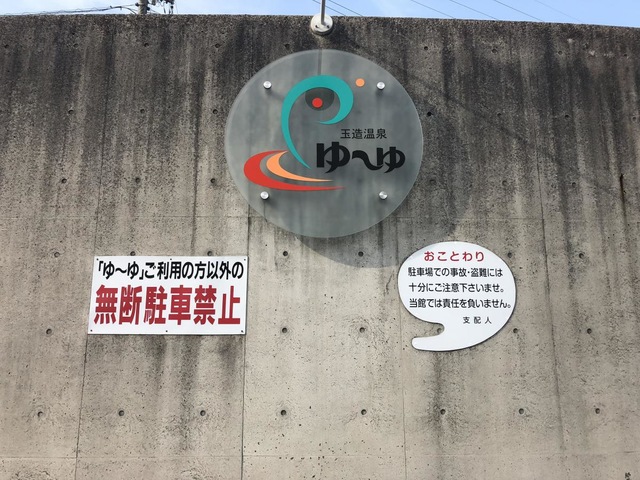 玉造温泉
ゆ〜ゆ
「ゆ〜ゆ」ご利用の方以外の
無断駐車禁止
おことわり
駐車場での事故・盗難には
十分にご注意下さいませ。
当館では責任を負いません。
支配人